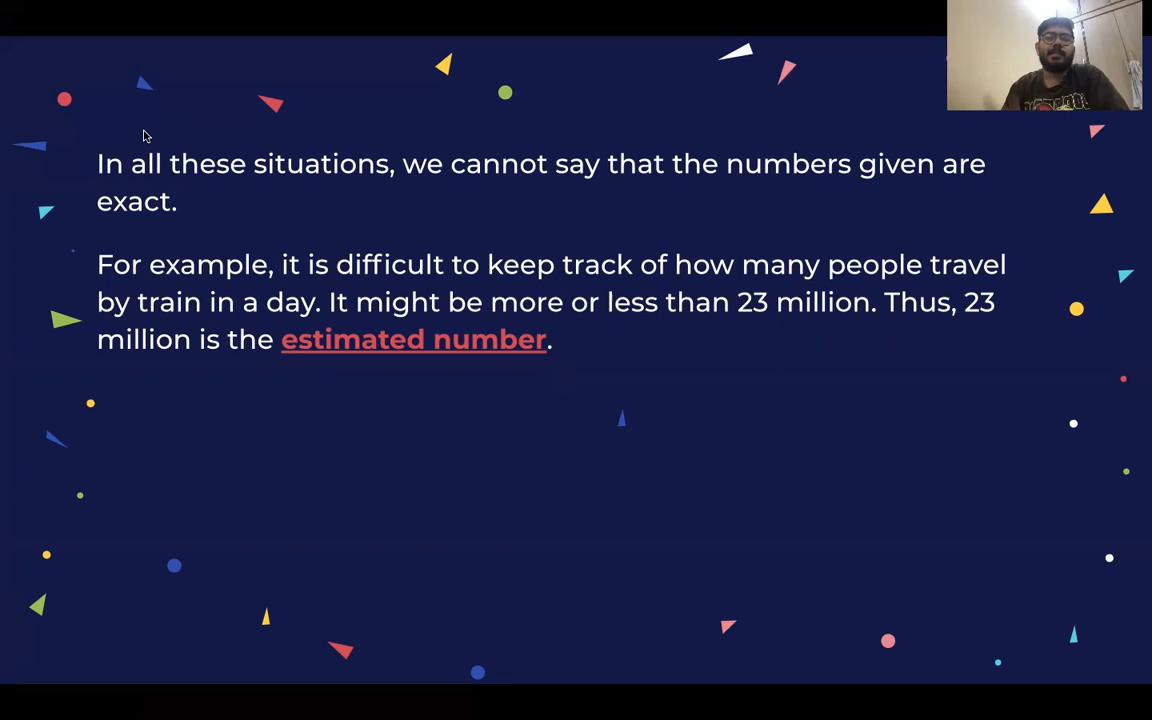 In all these situations, we cannot say that the numbers given are
exact.
For example, it is difficult to keep track of how many people travel
by train in a day. It might be more or less than 23 million. Thus, 23
million is the estimated number.